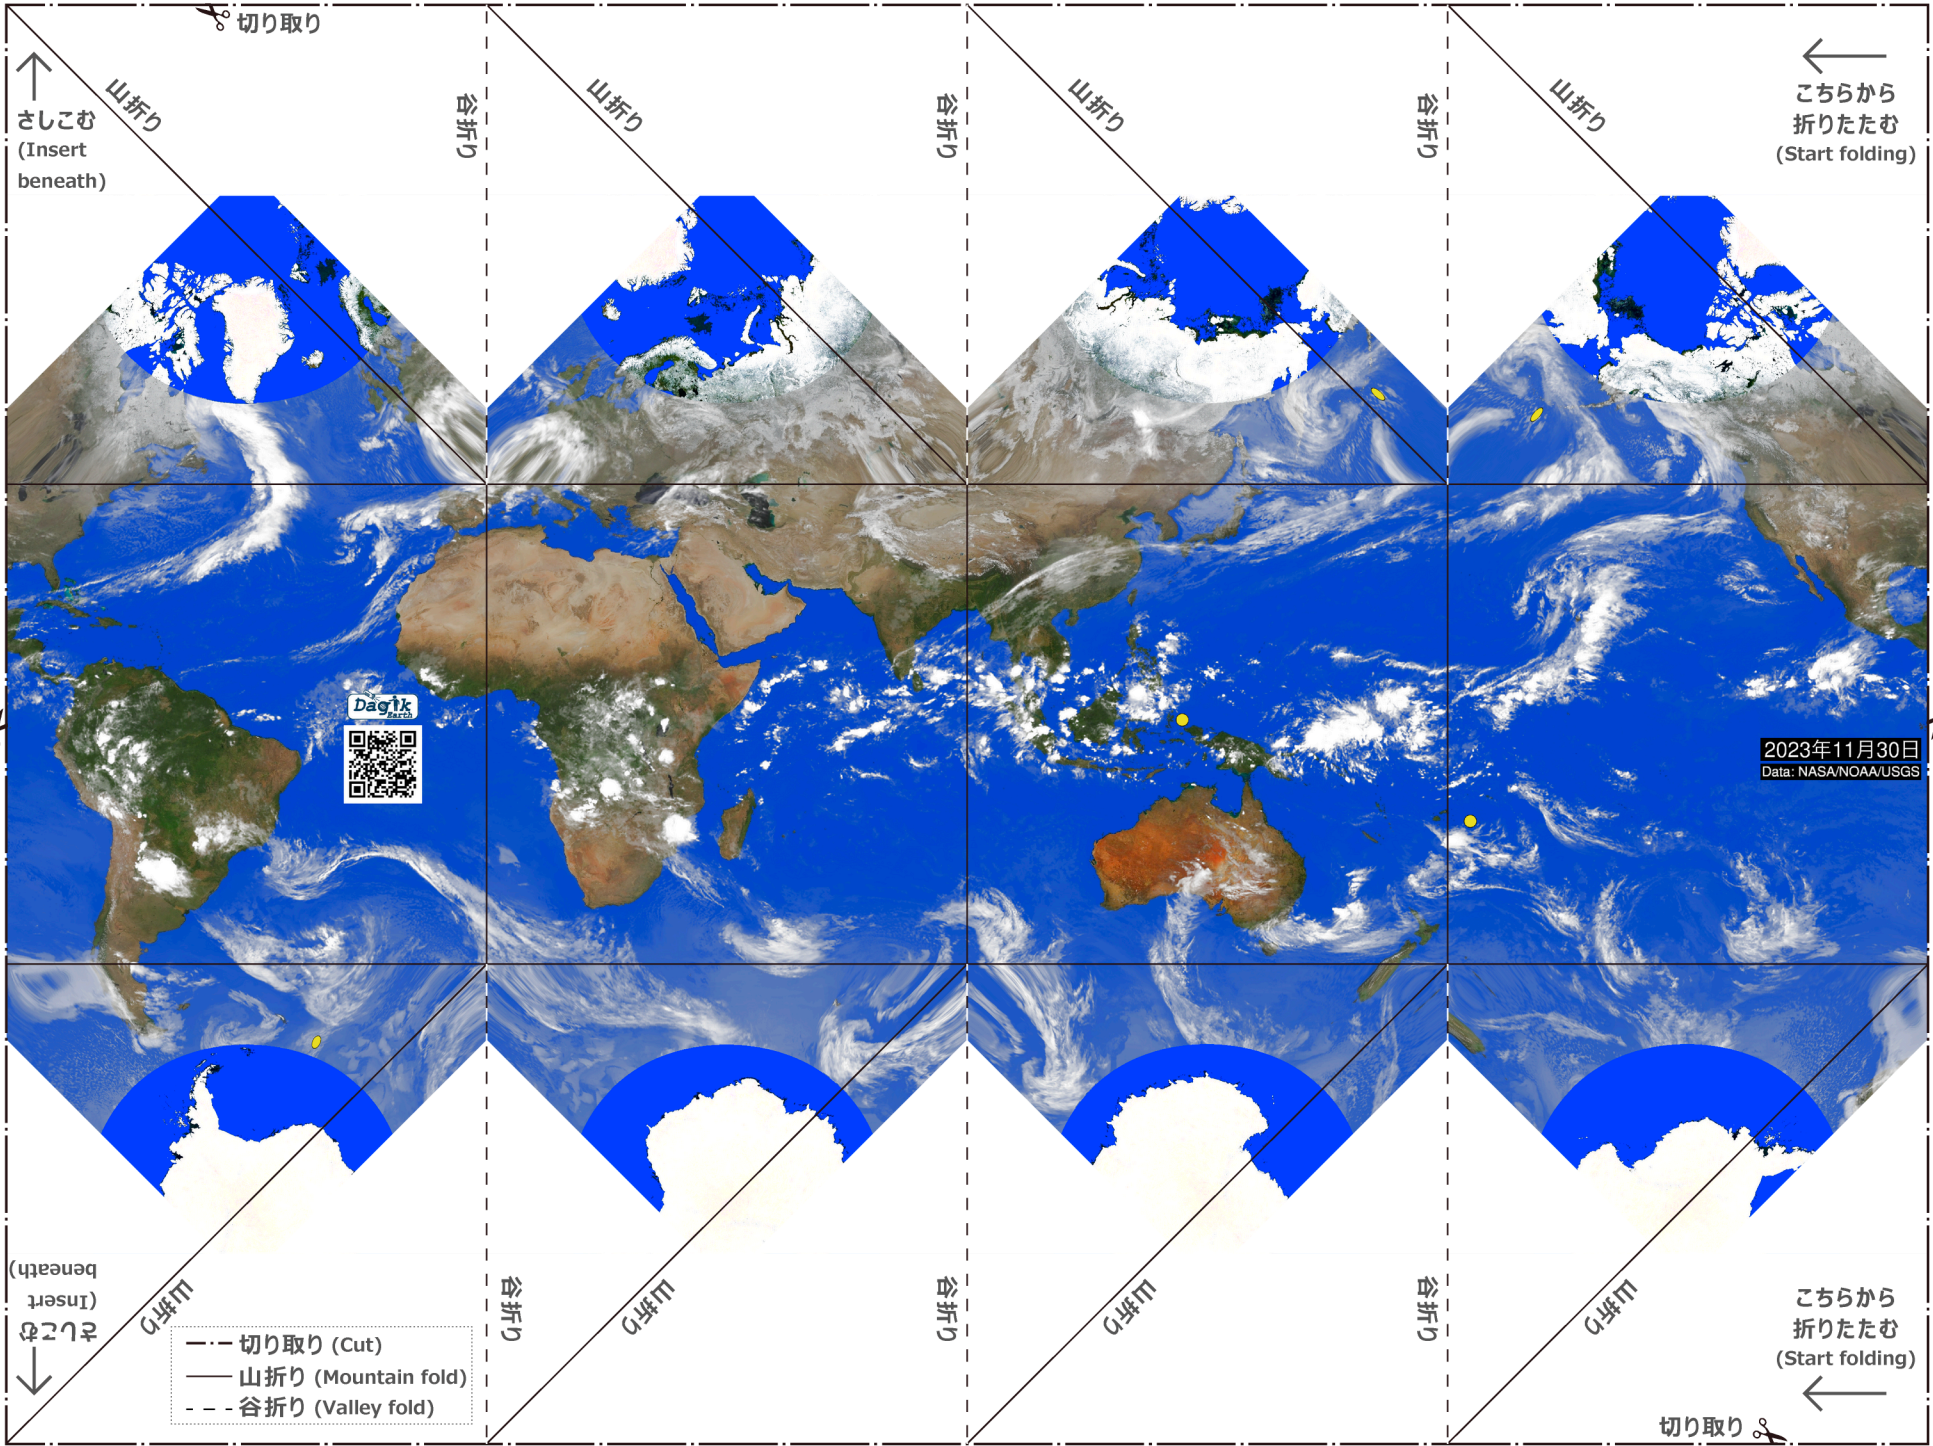 切り取り
山折り
谷折り
山折り
谷折り
山折り
谷折り
山折り
さしこむ
(Insert
beneath)
こちらから
折りたたむ
(Start folding)
Dagik
Earth
2023年11月30日
Data: NASA/NOAA/USGS
さしこむ
(Insert
beneath)
山折り
谷折り
山折り
谷折り
山折り
谷折り
山折り
切り取り (Cut)
山折り (Mountain fold)
谷折り (Valley fold)
こちらから
折りたたむ
(Start folding)
切り取り